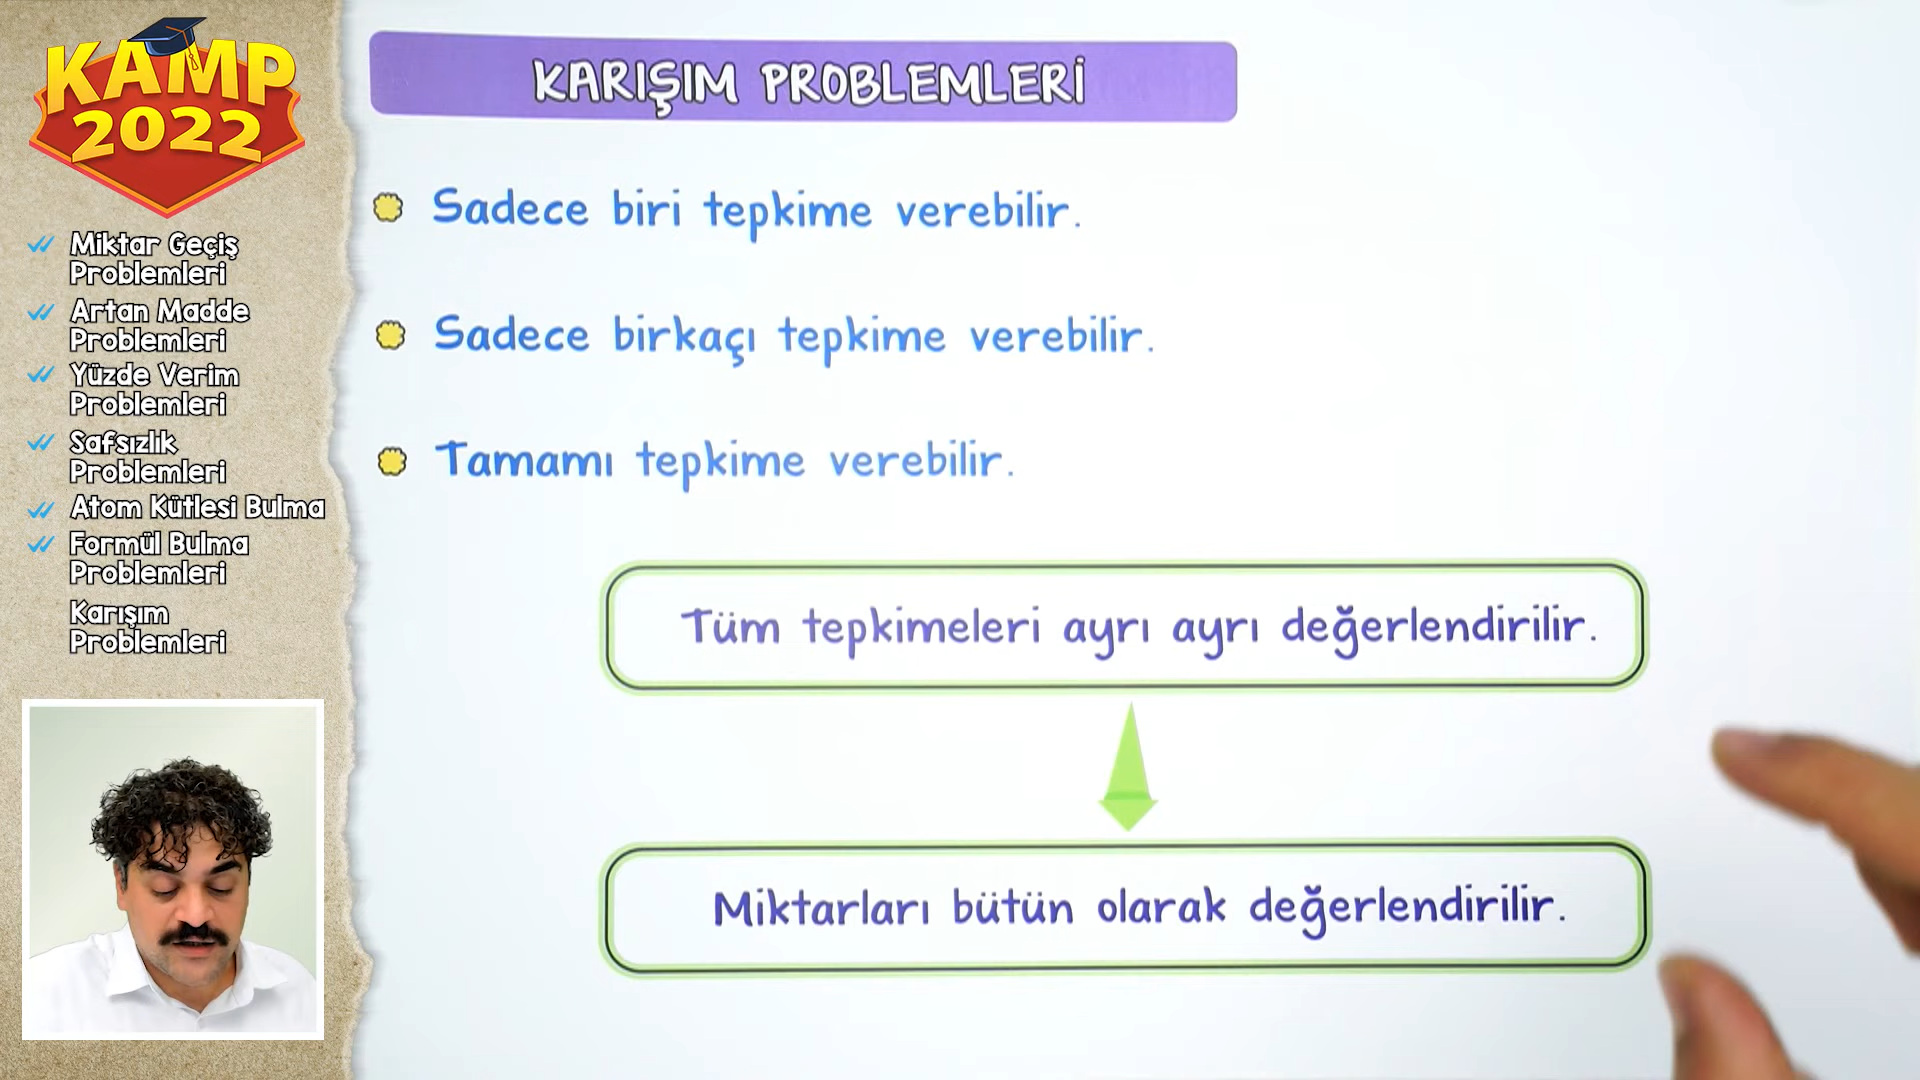 KAMP
2022
Miktar Geçiş
Problemleri
Artan Madde
Problemleri
Yüzde Verim
Problemleri
Safsızlık
Problemleri
Atom Kütlesi Bulma
Formül Bulma
Problemleri
Karışım
Problemleri
KARIŞIM PROBLEMLERİ
Sadece biri tepkime verebilir.
Sadece birkaçı tepkime verebilir.
Tamamı tepkime verebilir.
Tüm tepkimeleri ayrı ayrı değerlendirilir.
Miktarları bütün olarak değerlendirilir.